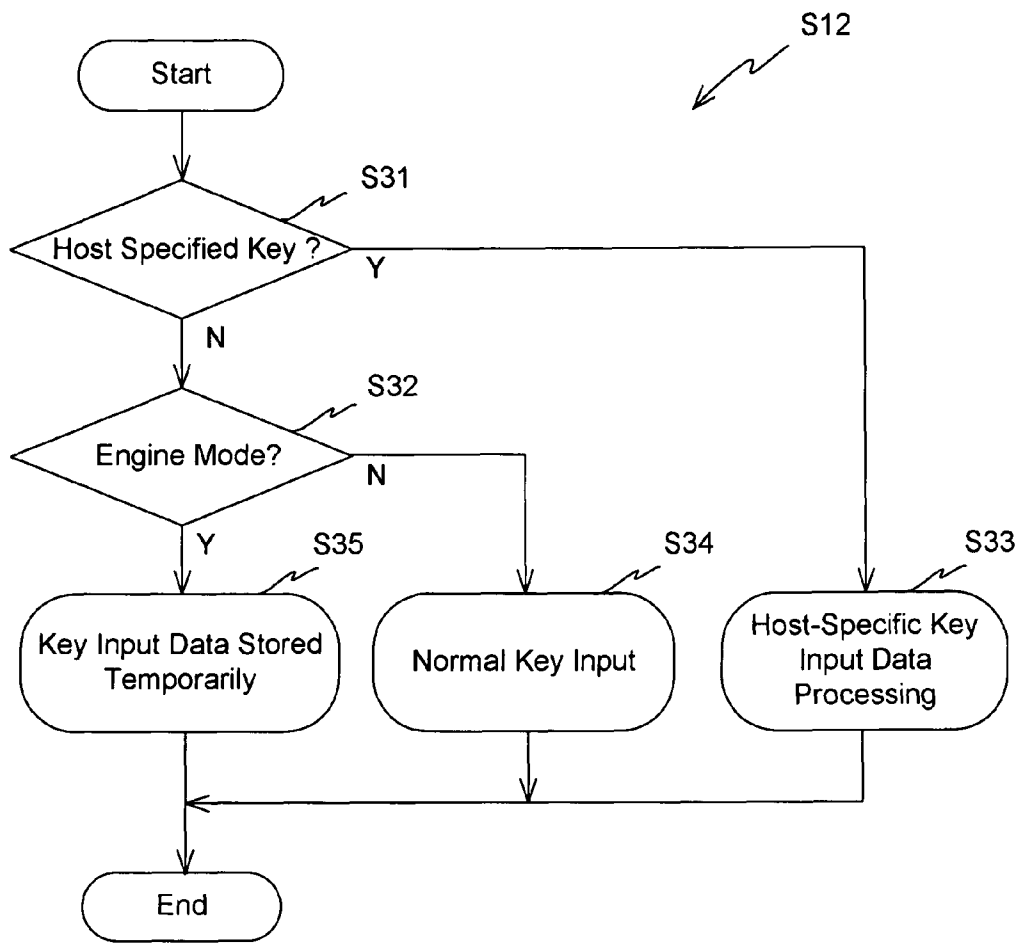 S12
Start
S31
Host Specified Key ?
Y
N
S32
Engine Mode?
N
Y
S35
S34
S33
Key Input Data Stored
Temporarily
Normal Key Input
Host-Specific Key
Input Data
Processing
End